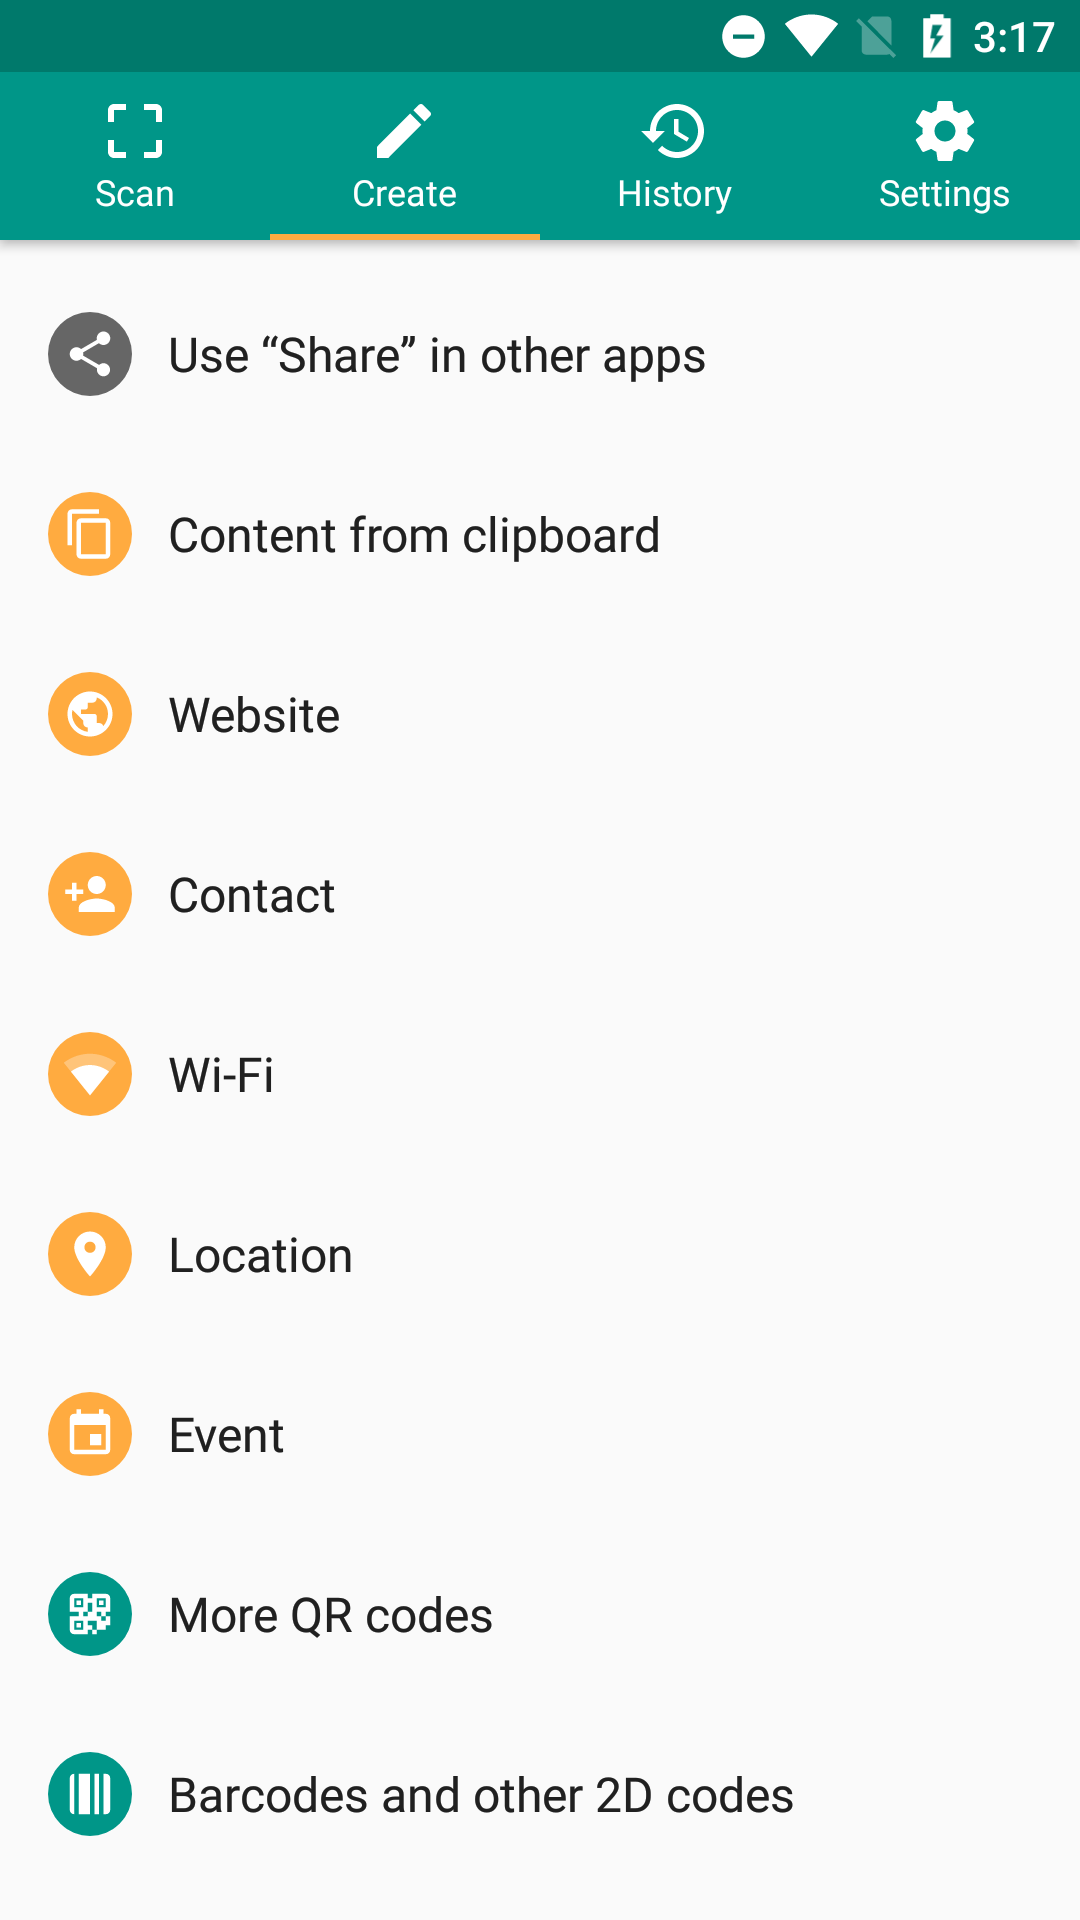 3:17
Scan
Create
History
Settings
Use “Share” in other apps
Content from clipboard
Website
Contact
Wi-Fi
Location
Event
More QR codes
Barcodes and other 2D codes